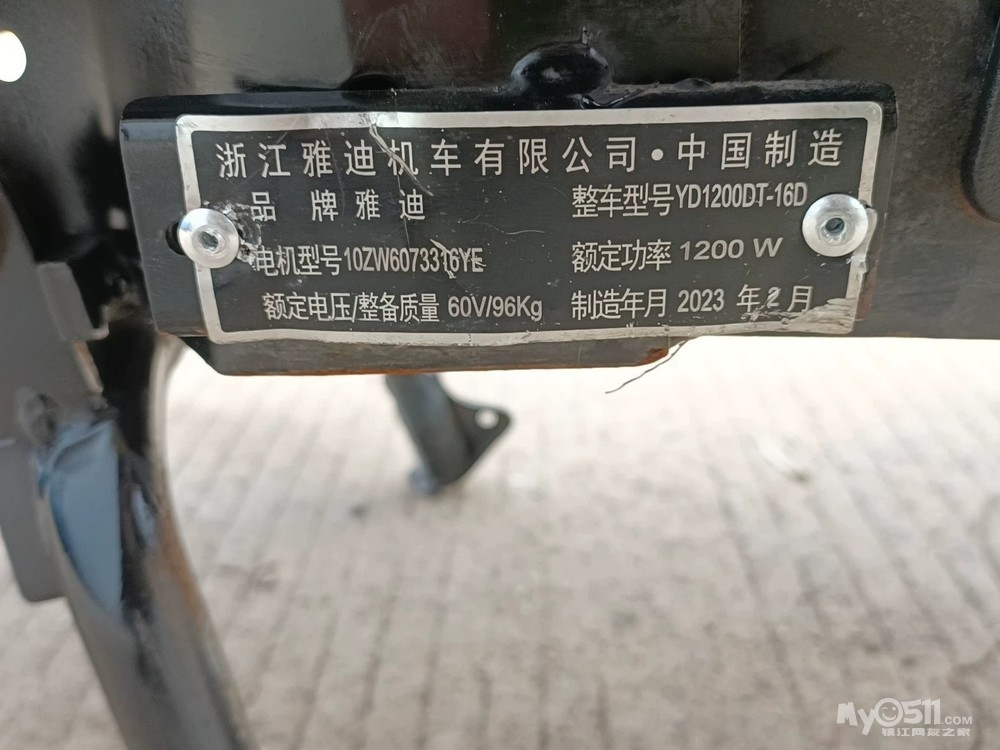 浙江雅迪机车有限公司·中国制造
品牌雅迪 整车型号YD1200DT-16D
电机型号10ZW6073316YE 额定功率 1200 W
额定电压/整备质量 60V/96Kg 制造年月 2023 年2月
My0511.COM
镇江网友之家